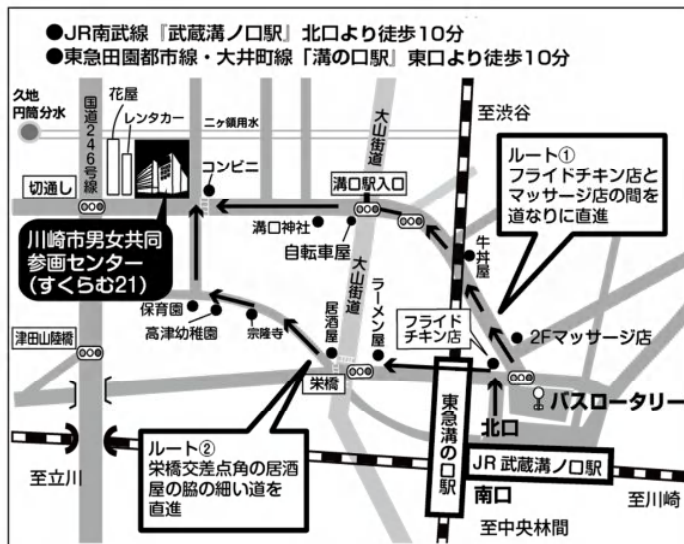 ●JR南武線『武蔵溝ノ口駅』北口より徒歩10分
●東急田園都市線・大井町線「溝の口駅」東口より徒歩10分
久地
円筒分水
国道246号線
花屋
レンタカー
二ヶ領用水
大山街道
至渋谷
ルート①
フライドチキン店と
マッサージ店の間を
道なりに直進
コンビニ
切通し
溝口駅入口
川崎市男女共同
参画センター
(すくらむ21)
溝口神社
自転車屋
牛丼屋
大山街道
居酒屋
ラーメン屋
保育園
高津幼稚園
宗隆寺
フライド
チキン店
2Fマッサージ店
津田山陸橋
栄橋
バスロータリー
北口
東急溝の口駅
ルート②
栄橋交差点角の居酒
屋の脇の細い道を
直進
JR 武蔵溝ノ口駅
至立川
南口
至川崎
至中央林間